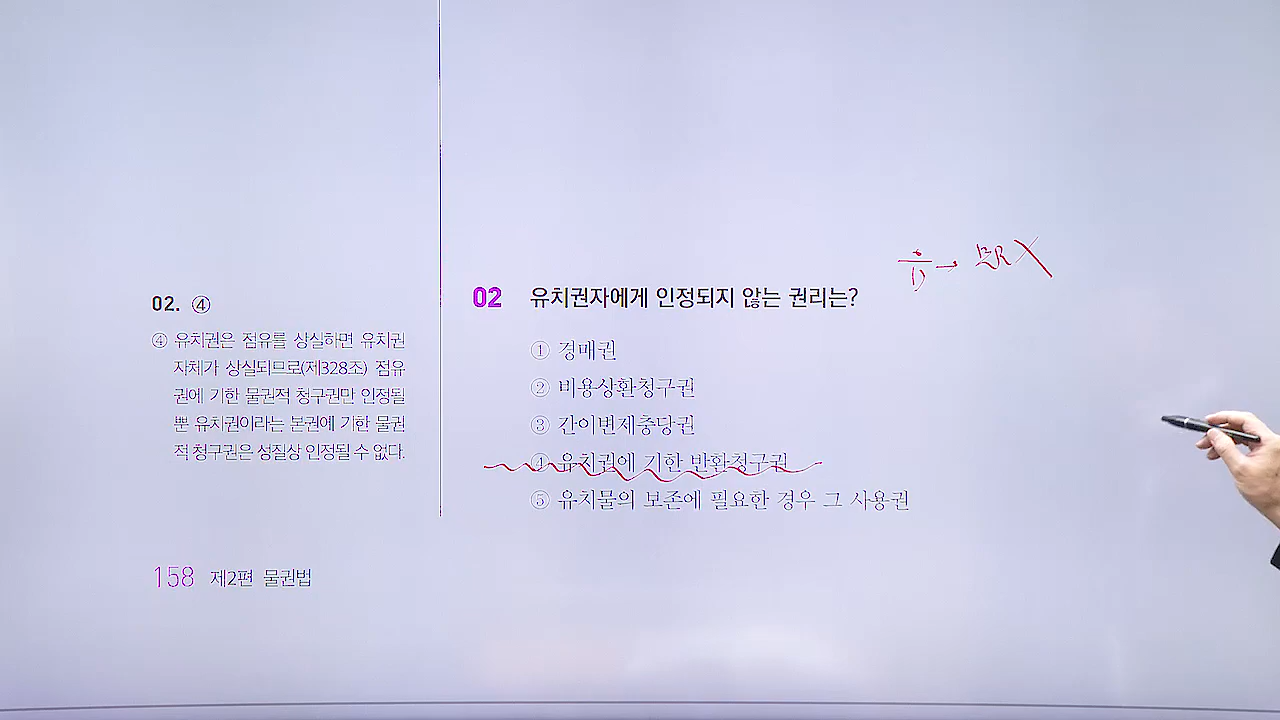 02. ④
④ 유치권은 점유를 상실하면 유치권
자체가 상실되므로(제328조) 점유
권에 기한 물권적 청구권만 인정될
뿐 유치권이라는 본권에 기한 물권
적 청구권은 성질상 인정될 수 없다.
02 유치권자에게 인정되지 않는 권리는?
① 경매권
② 비용상환청구권
③ 간이변제충당권
④ 유치권에 기한 반환청구권
⑤ 유치물의 보존에 필요한 경우 그 사용권
158 제2편 물권법